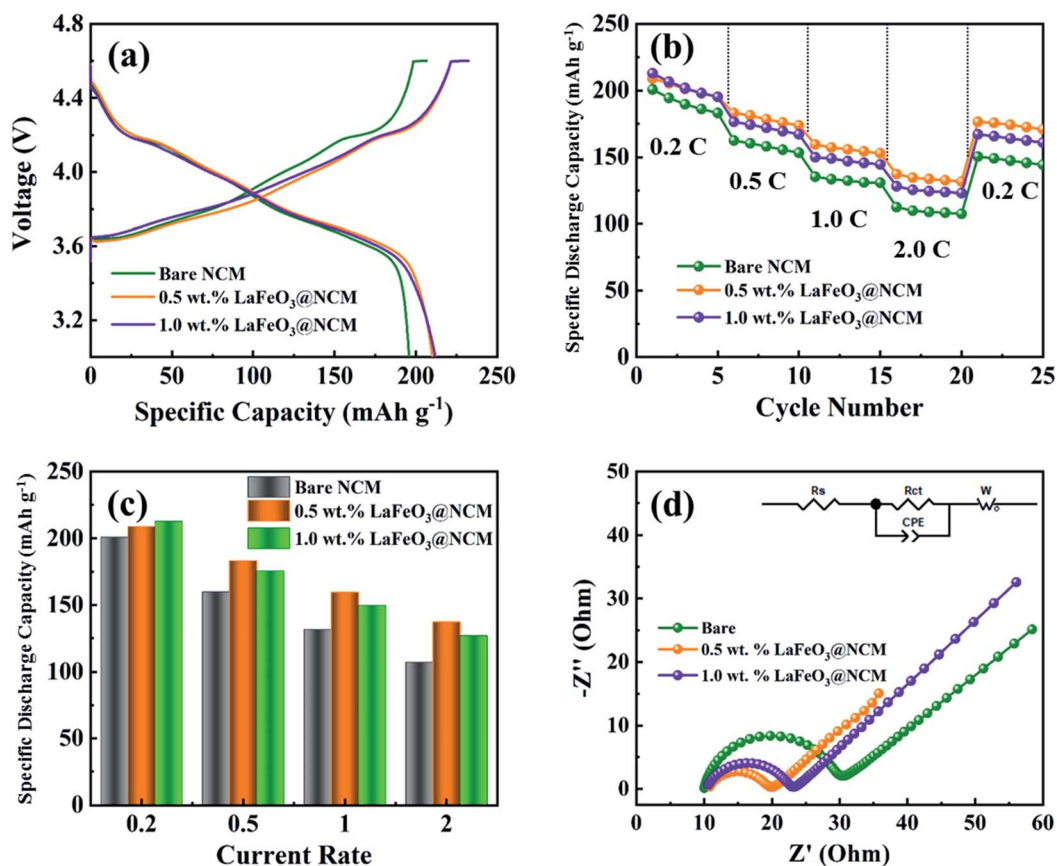 (a)
4.8
4.4
4.0
3.6
3.2
Voltage (V)
Bare NCM
0.5 wt.% LaFeO₃@NCM
1.0 wt.% LaFeO₃@NCM
0 50 100 150 200 250
Specific Capacity (mAh g⁻¹)
(b)
250
200
150
100
50
0
Specific Discharge Capacity (mAh g⁻¹)
0.2 C
0.5 C
1.0 C
2.0 C
0.2 C
Bare NCM
0.5 wt.% LaFeO₃@NCM
1.0 wt.% LaFeO₃@NCM
0 5 10 15 20 25
Cycle Number
(c)
250
200
150
100
50
0
Specific Discharge Capacity (mAh g⁻¹)
Bare NCM
0.5 wt.% LaFeO₃@NCM
1.0 wt.% LaFeO₃@NCM
0.2 0.5 1 2
Current Rate
(d)
50
40
30
20
10
0
-Z'' (Ohm)
Rs Rct W
CPE
Bare
0.5 wt. % LaFeO₃@NCM
1.0 wt. % LaFeO₃@NCM
0 10 20 30 40 50 60
Z' (Ohm)